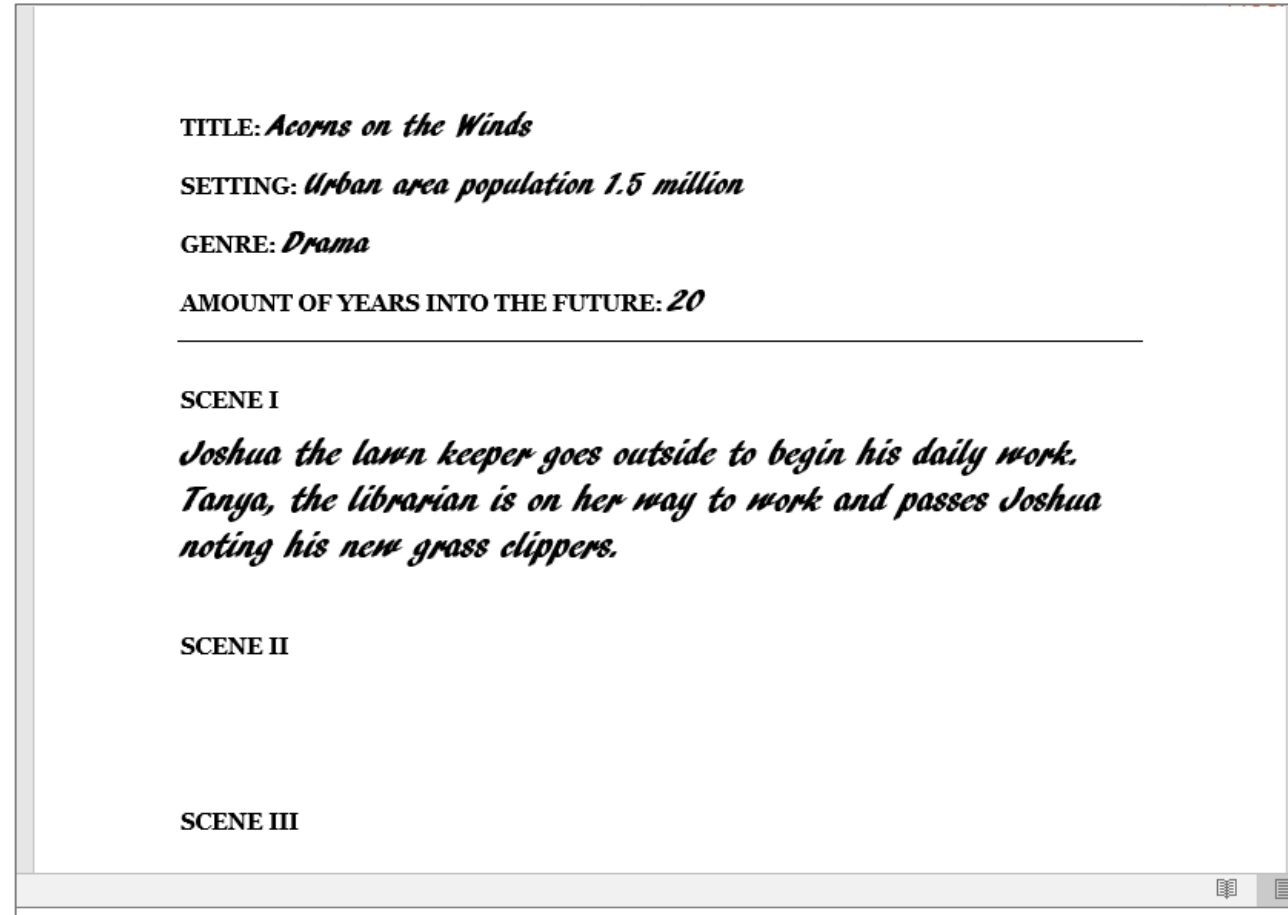 TITLE: Acorns on the Winds
SETTING: Urban area population 1.5 million
GENRE: Drama
AMOUNT OF YEARS INTO THE FUTURE: 20
SCENE I
Joshua the lawn keeper goes outside to begin his daily work.
Tanya, the librarian is on her way to work and passes Joshua
noting his new grass clippers.
SCENE II
SCENE III